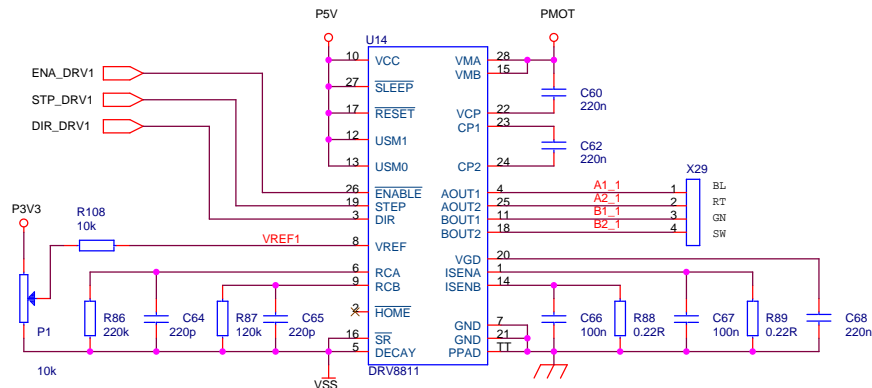 P5V
PMOT
U14
10 VCC VMA 28
VMB 15
ENA_DRV1
27 SLEEP
STP_DRV1
C60
220n
17 RESET VCP 22
DIR_DRV1
CP1 23
12 USM1
C62
220n
13 USM0 CP2 24
X29
26 ENABLE AOUT1 4 A1_1 1 BL
19 STEP AOUT2 25 A2_1 2 RT
3 DIR BOUT1 11 B1_1 3 GN
BOUT2 18 B2_1 4 SW
P3V3
R108
10k
VREF1 8 VREF
VGD 20
6 RCA ISENA 1
9 RCB ISENB 14
P1
10k
R86
220k
C64
220p
R87
120k
C65
220p
2 HOME
C66
100n
R88
0.22R
C67
100n
R89
0.22R
C68
220n
GND 7
16 SR GND 21
5 DECAY PPAD TT
VSS
DRV8811